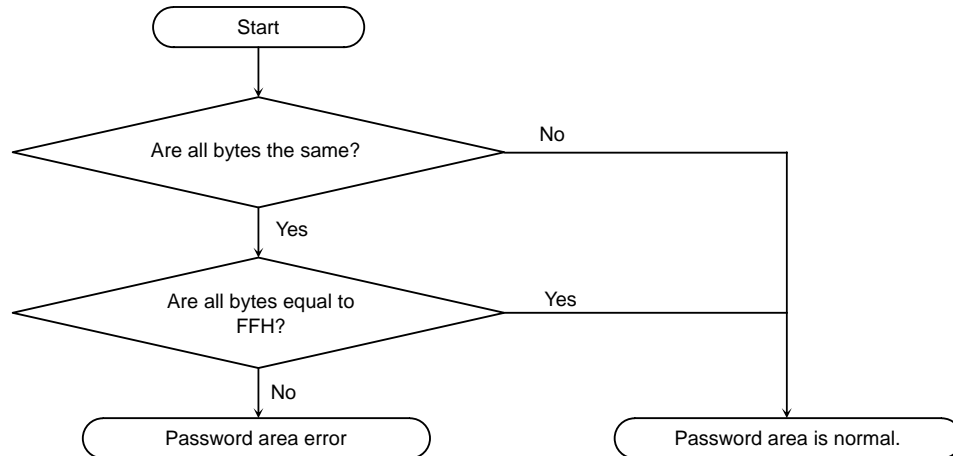 Start
Are all bytes the same?
No
Yes
Are all bytes equal to
FFH?
Yes
No
Password area error
Password area is normal.